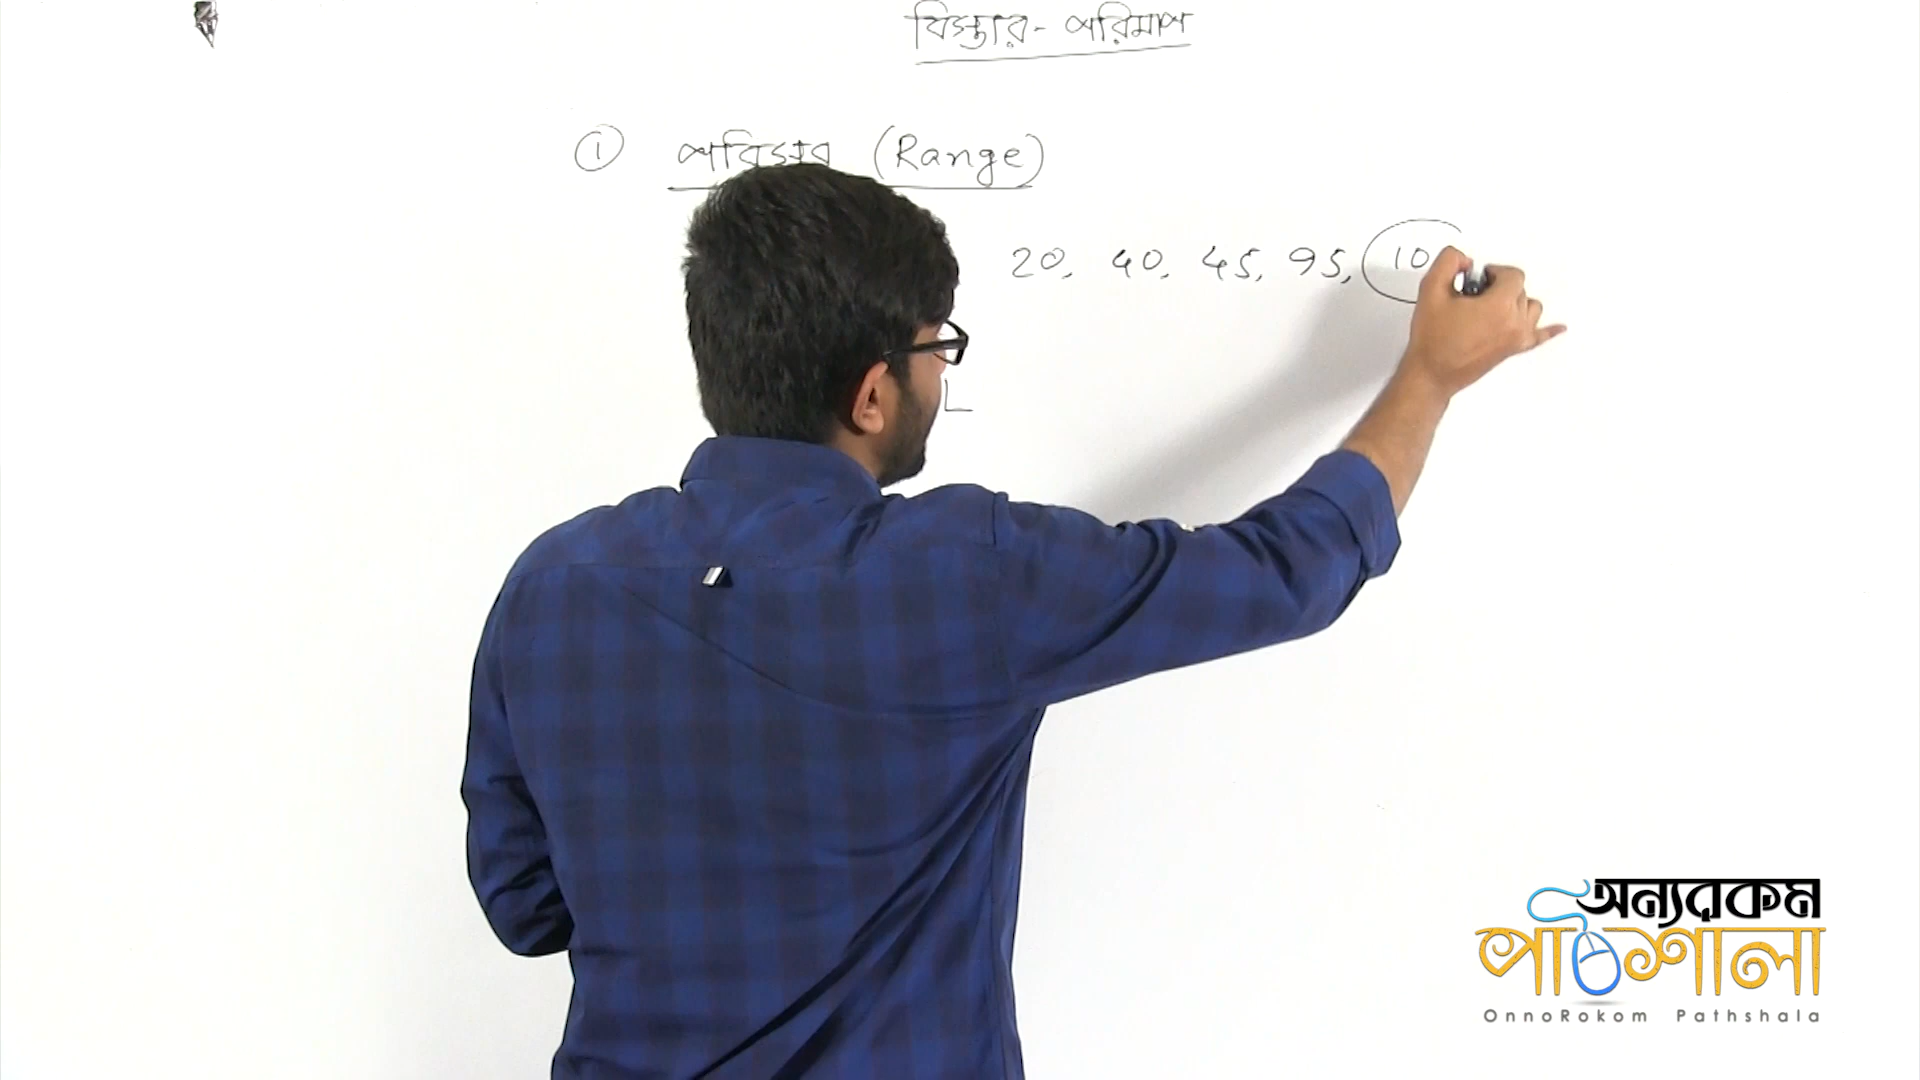 বিস্তার- পরিমাপ
① পরিসর (Range)
20, 40, 45, 95, 10
L
অন্যরকম
পাঠশালা
OnnoRokom Pathshala